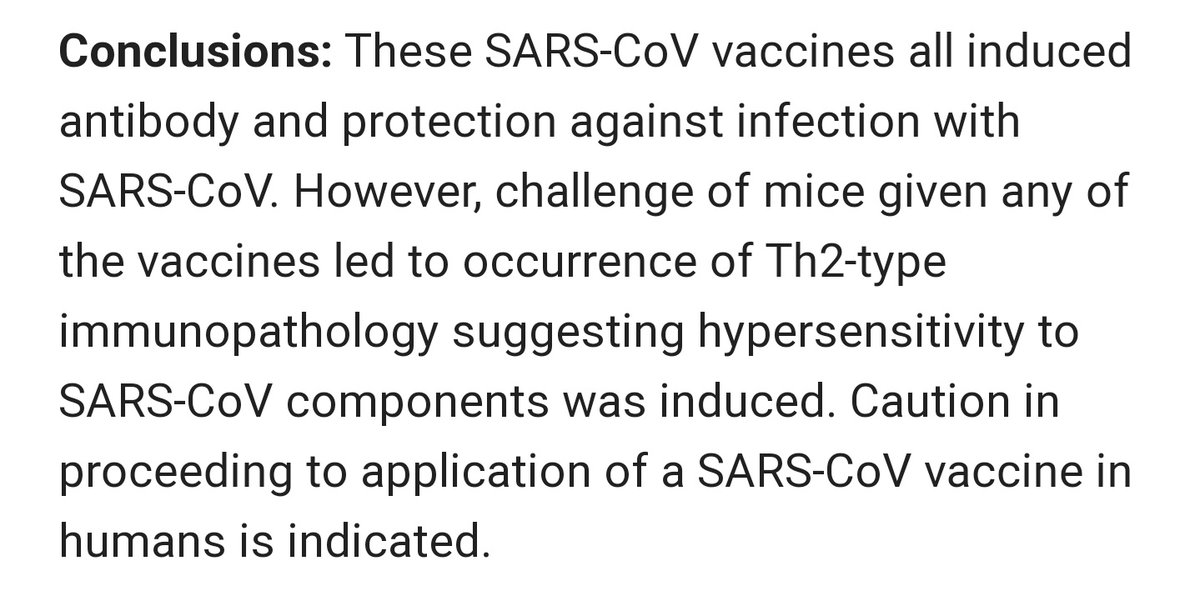 Conclusions: These SARS-CoV vaccines all induced
antibody and protection against infection with
SARS-CoV. However, challenge of mice given any of
the vaccines led to occurrence of Th2-type
immunopathology suggesting hypersensitivity to
SARS-CoV components was induced. Caution in
proceeding to application of a SARS-CoV vaccine in
humans is indicated.